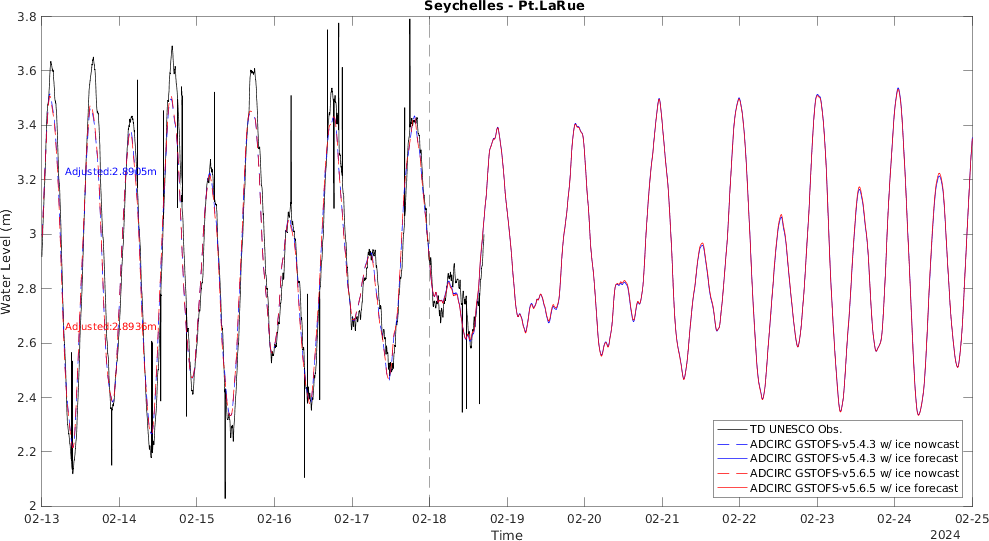 Seychelles - Pt.LaRue
Water Level (m)
3.8
3.6
3.4
3.2
3
2.8
2.6
2.4
2.2
2
Adjusted:2.8905m
Adjusted:2.8936m
TD UNESCO Obs.
ADCIRC GSTOFS-v5.4.3 w/ ice nowcast
ADCIRC GSTOFS-v5.4.3 w/ ice forecast
ADCIRC GSTOFS-v5.6.5 w/ ice nowcast
ADCIRC GSTOFS-v5.6.5 w/ ice forecast
02-13 02-14 02-15 02-16 02-17 02-18 02-19 02-20 02-21 02-22 02-23 02-24 02-25
Time
2024